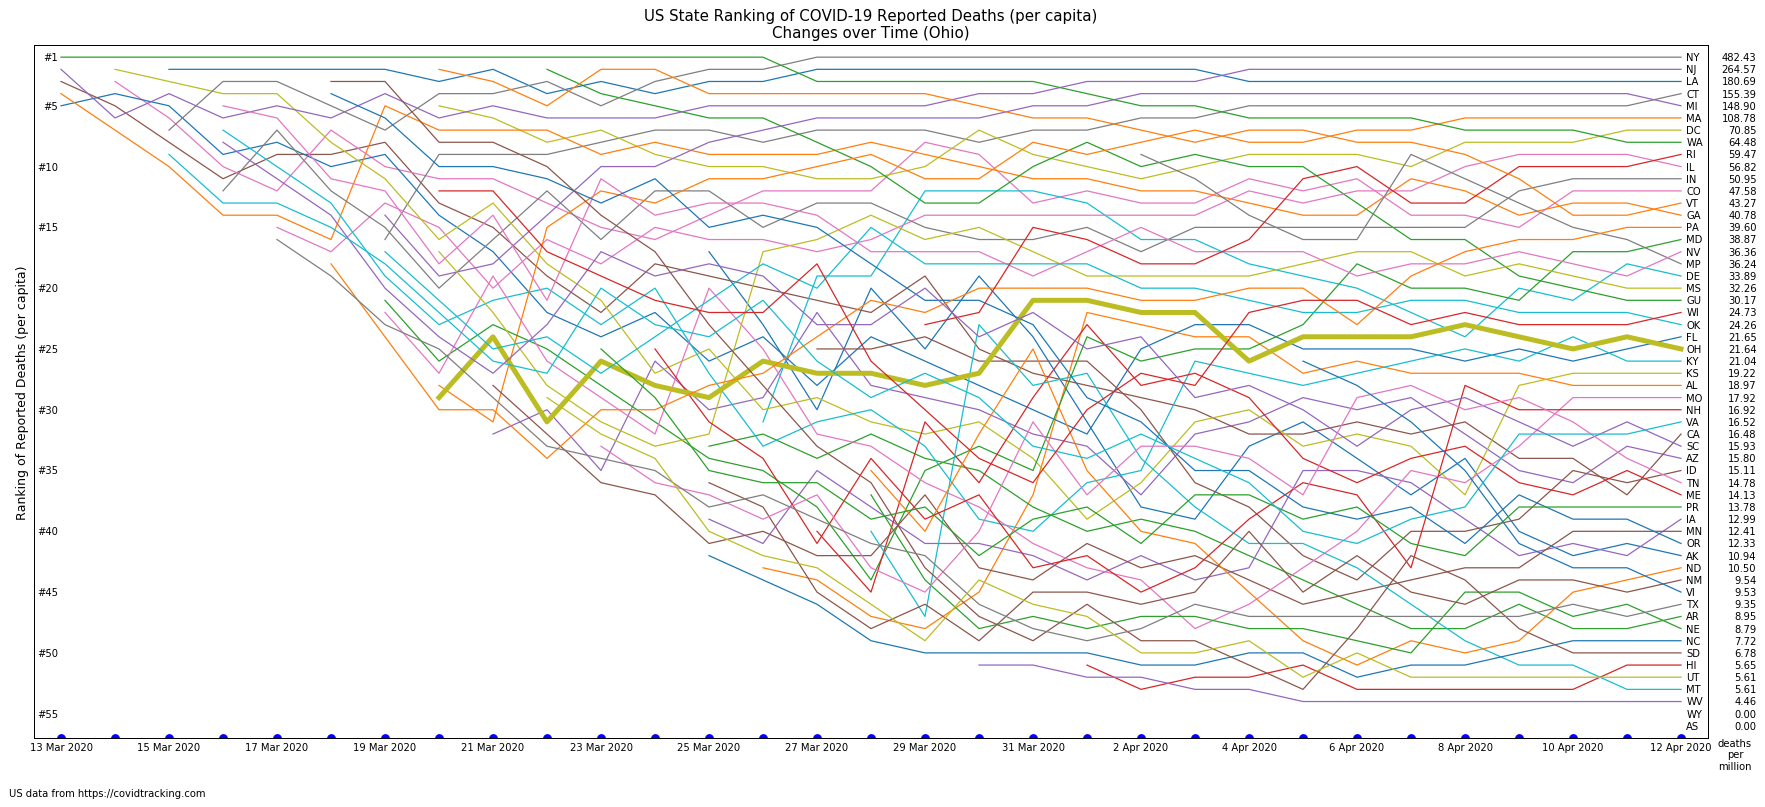 US State Ranking of COVID-19 Reported Deaths (per capita)
Changes over Time (Ohio)
Ranking of Reported Deaths (per capita)
#1
#5
#10
#15
#20
#25
#30
#35
#40
#45
#50
#55
NY 482.43
NJ 264.57
LA 180.69
CT 155.39
MI 148.90
MA 108.78
DC 70.85
WA 64.48
RI 59.47
IL 56.82
IN 50.95
CO 47.58
VT 43.27
GA 40.78
PA 39.60
MD 38.87
NV 36.36
MP 36.24
DE 33.89
MS 32.26
GU 30.17
WI 24.73
OK 24.26
FL 21.65
OH 21.64
KY 21.04
KS 19.22
AL 18.97
MO 17.92
NH 16.92
VA 16.52
CA 16.48
SC 15.93
AZ 15.80
ID 15.11
TN 14.78
ME 14.13
PR 13.78
IA 12.99
MN 12.41
OR 12.33
AK 10.94
ND 10.50
NM 9.54
VI 9.53
TX 9.35
AR 8.95
NE 8.79
NC 7.72
SD 6.78
HI 5.65
UT 5.61
MT 5.61
WV 4.46
WY 0.00
AS 0.00
13 Mar 2020 15 Mar 2020 17 Mar 2020 19 Mar 2020 21 Mar 2020 23 Mar 2020 25 Mar 2020 27 Mar 2020 29 Mar 2020 31 Mar 2020 2 Apr 2020 4 Apr 2020 6 Apr 2020 8 Apr 2020 10 Apr 2020 12 Apr 2020
deaths
per
million
US data from https://covidtracking.com